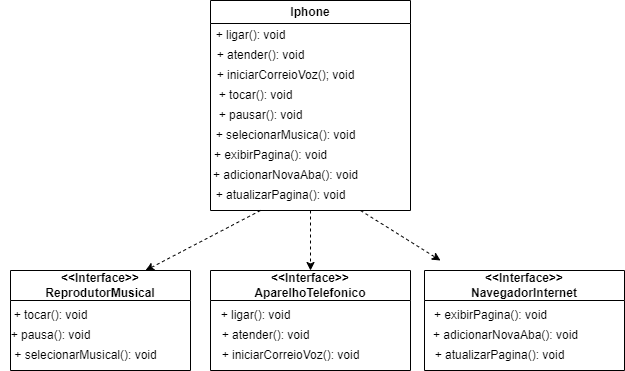 Iphone
+ ligar(): void
+ atender(): void
+ iniciarCorreioVoz(); void
+ tocar(): void
+ pausar(): void
+ selecionarMusica(): void
+ exibirPagina(): void
+ adicionarNovaAba(): void
+ atualizarPagina(): void
<<Interface>>
ReprodutorMusical
+ tocar(): void
+ pausa(): void
+ selecionarMusical(): void
<<Interface>>
AparelhoTelefonico
+ ligar(): void
+ atender(): void
+ iniciarCorreioVoz(): void
<<Interface>>
NavegadorInternet
+ exibirPagina(): void
+ adicionarNovaAba(): void
+ atualizarPagina(): void